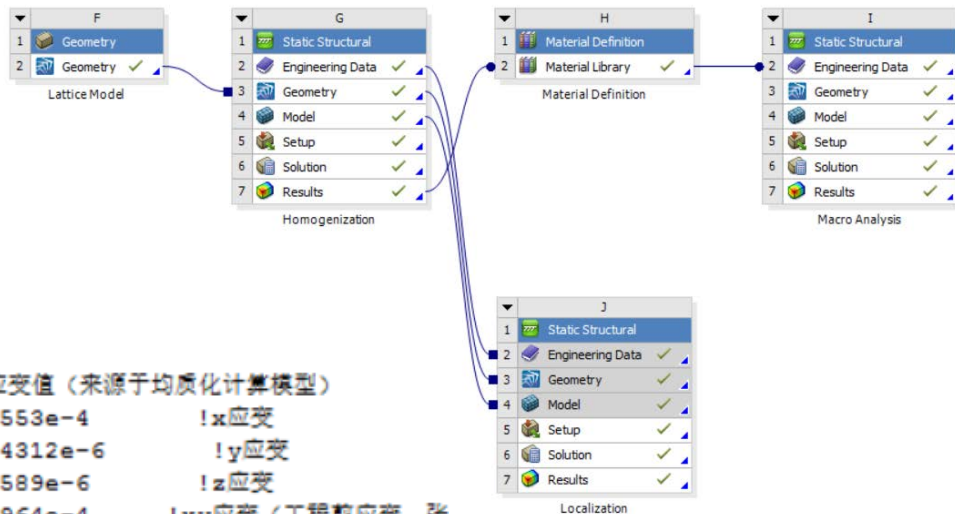 F
1 Geometry
2 Geometry
Lattice Model
G
1 Static Structural
2 Engineering Data
3 Geometry
4 Model
5 Setup
6 Solution
7 Results
Homogenization
H
1 Material Definition
2 Material Library
Material Definition
I
1 Static Structural
2 Engineering Data
3 Geometry
4 Model
5 Setup
6 Solution
7 Results
Macro Analysis
J
1 Static Structural
2 Engineering Data
3 Geometry
4 Model
5 Setup
6 Solution
7 Results
Localization
应变值（来源于均质化计算模型）
553e-4 !x应变
4312e-6 !y应变
589e-6 !z应变